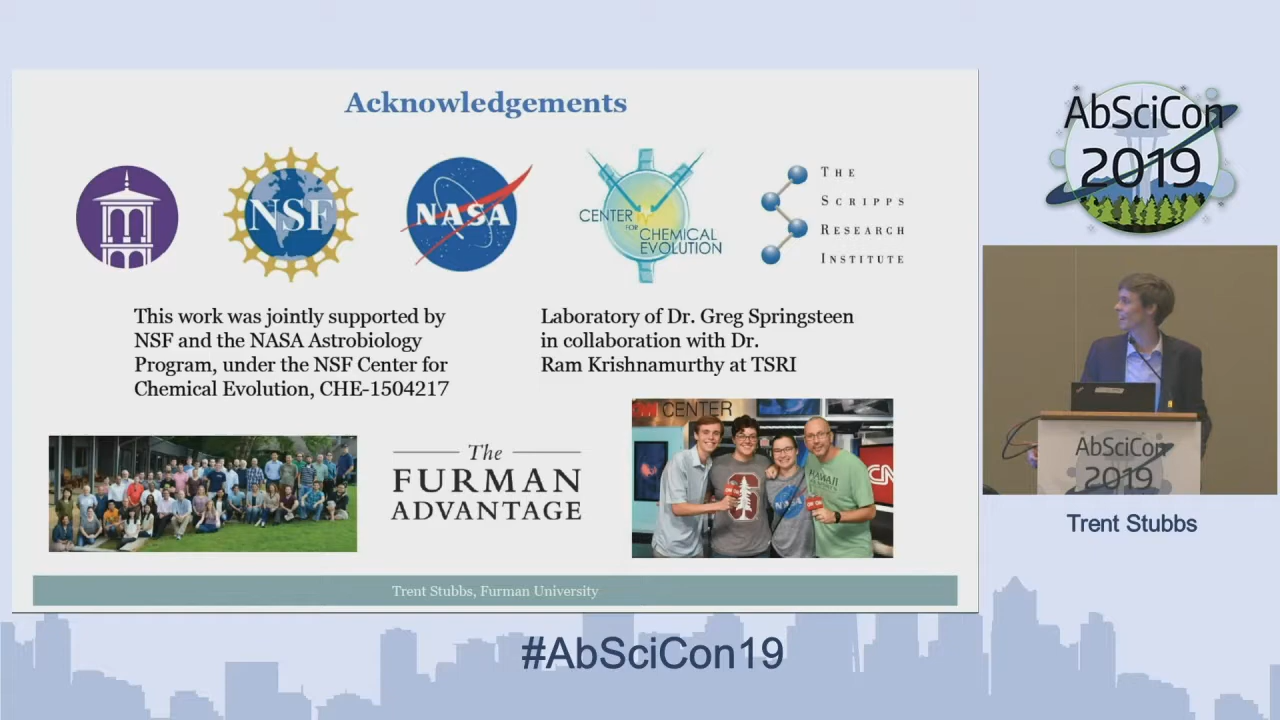 Acknowledgements
NSF
NASA
CENTER
FOR
CHEMICAL
EVOLUTION
THE
SCRIPPS
RESEARCH
INSTITUTE
This work was jointly supported by
NSF and the NASA Astrobiology
Program, under the NSF Center for
Chemical Evolution, CHE-1504217
Laboratory of Dr. Greg Springsteen
in collaboration with Dr.
Ram Krishnamurthy at TSRI
The
FURMAN
ADVANTAGE
CENTER
NASA
HAWAII
CNN
Trent Stubbs, Furman University
AbSciCon
2019
AbSciCon
2019
Trent Stubbs
#AbSciCon19